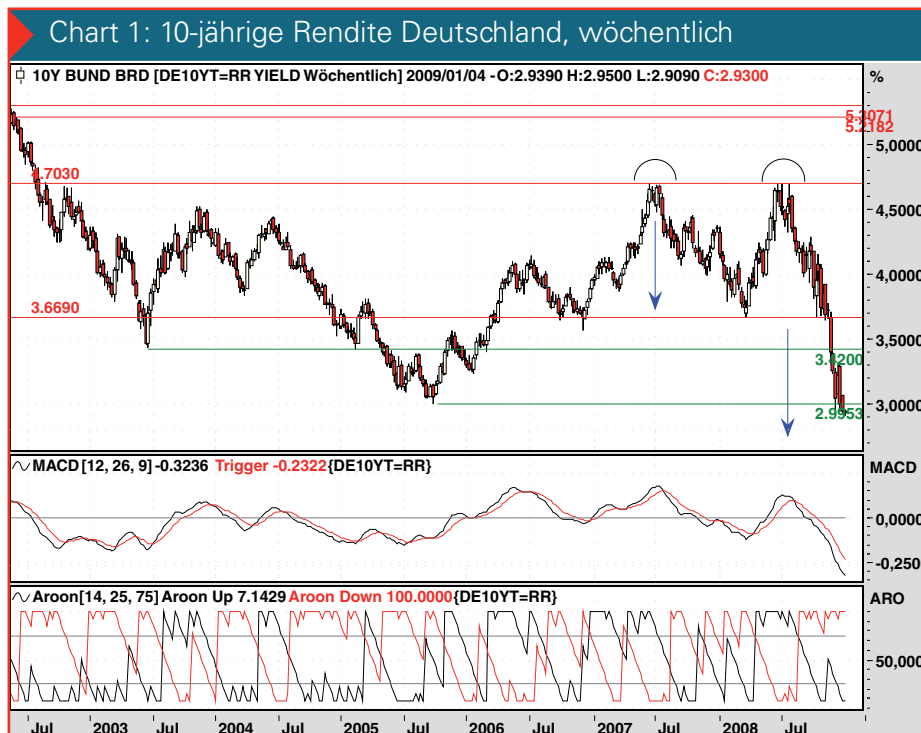 Chart 1: 10-jährige Rendite Deutschland, wöchentlich
10Y BUND BRD [DE10YT=RR YIELD Wöchentlich] 2009/01/04 - O:2.9390 H:2.9500 L:2.9090 C:2.9300
%
5.3071
5.2182
5,0000
4.7030
4,5000
4,0000
3.6690
3,5000
3.4200
3,0000
2.9953
MACD [12, 26, 9] -0.3236 Trigger -0.2322{DE10YT=RR}
MACD
0,0000
-0,250
Aroon[14, 25, 75] Aroon Up 7.1429 Aroon Down 100.0000{DE10YT=RR}
ARO
50,000
Jul 2003 Jul 2004 Jul 2005 Jul 2006 Jul 2007 Jul 2008 Jul